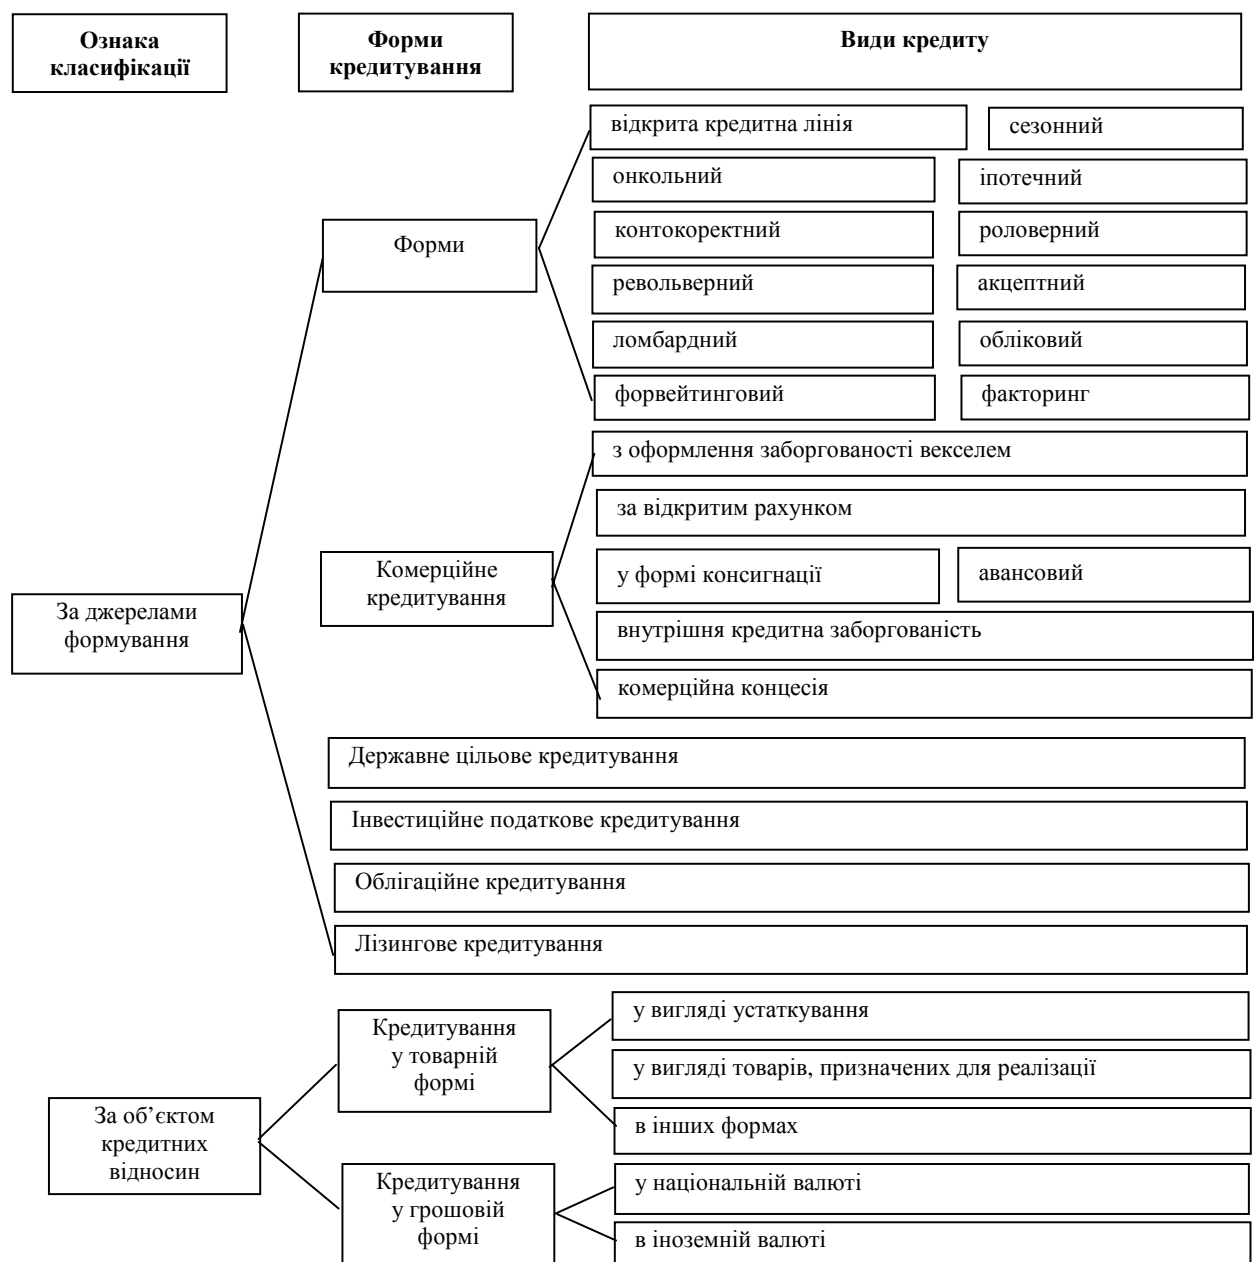 Ознака
класифікації
Форми
кредитування
Види кредиту
відкрита кредитна лінія
сезонний
онкольний
іпотечний
Форми
контокоректний
роловерний
револьверний
акцептний
ломбардний
обліковий
форвейтинговий
факторинг
з оформлення заборгованості векселем
за відкритим рахунком
Комерційне
кредитування
у формі консигнації
авансовий
За джерелами
формування
внутрішня кредитна заборгованість
комерційна концесія
Державне цільове кредитування
Інвестиційне податкове кредитування
Облігаційне кредитування
Лізингове кредитування
Кредитування
у товарній
формі
у вигляді устаткування
у вигляді товарів, призначених для реалізації
в інших формах
За об’єктом
кредитних
відносин
Кредитування
у грошовій
формі
у національній валюті
в іноземній валюті